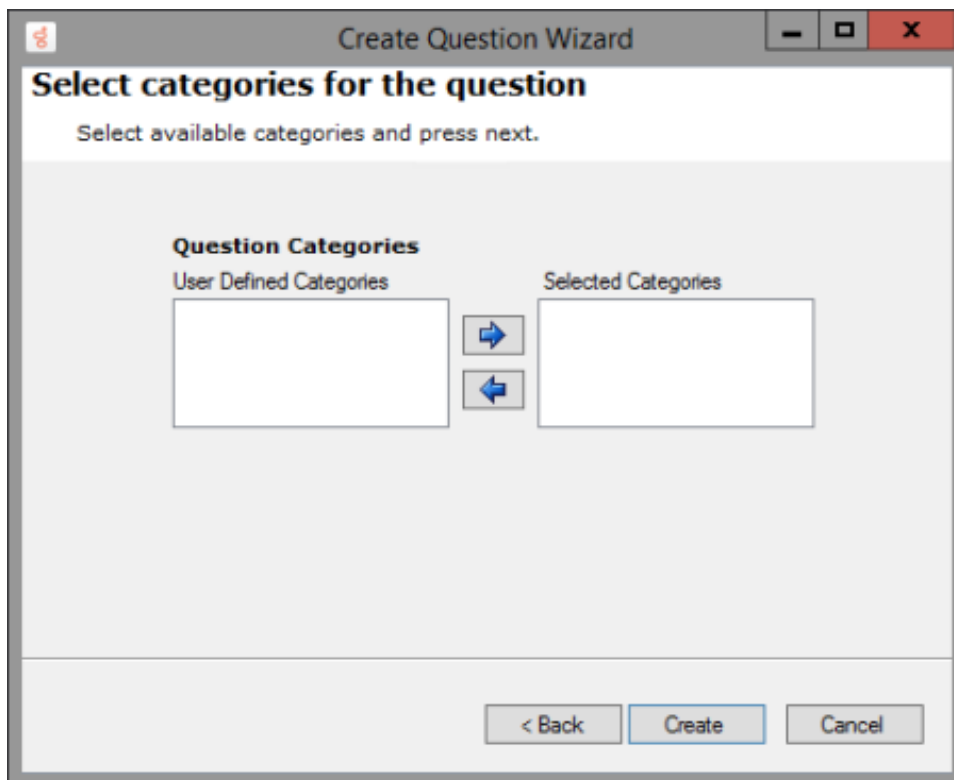 Create Question Wizard
Select categories for the question
Select available categories and press next.
Question Categories
User Defined Categories
Selected Categories
< Back
Create
Cancel